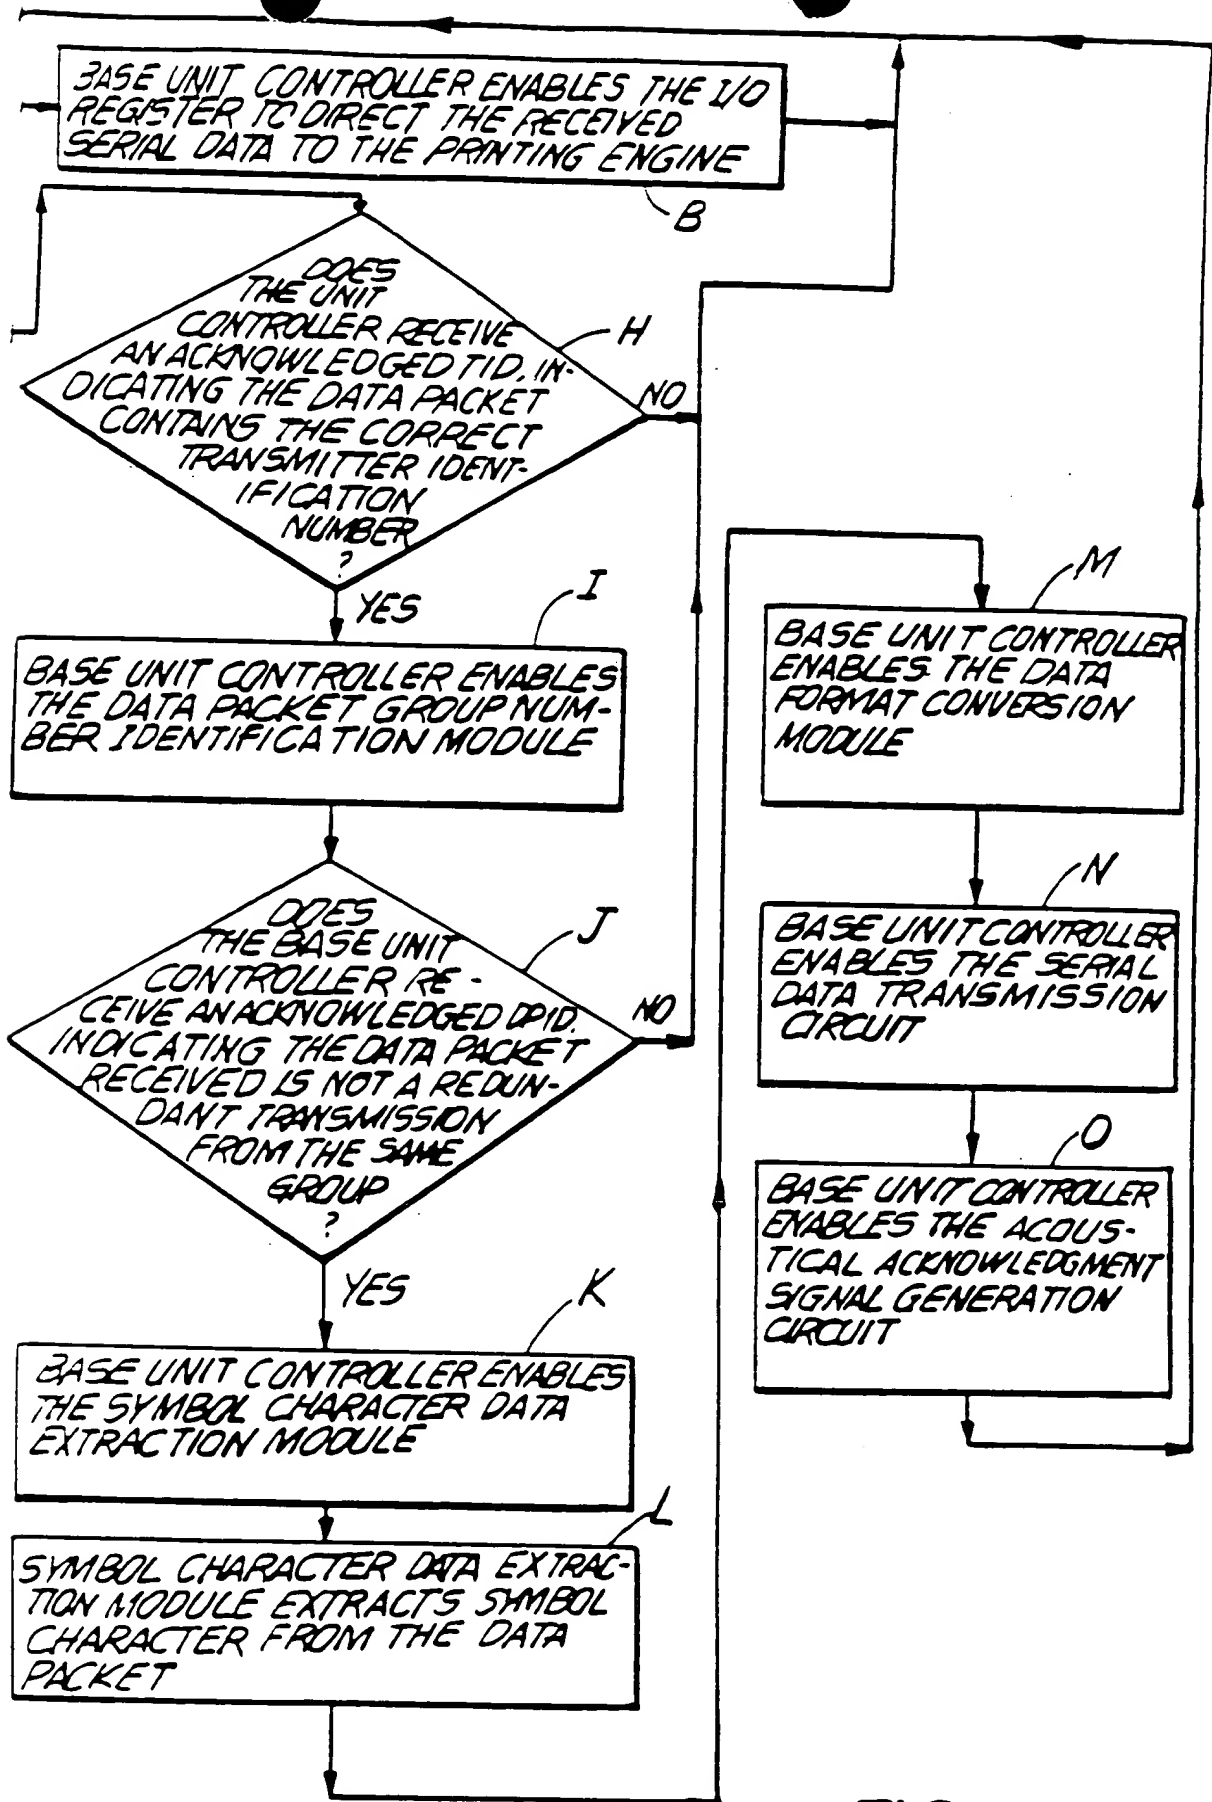 BASE UNIT CONTROLLER ENABLES THE I/O
REGISTER TO DIRECT THE RECEIVED
SERIAL DATA TO THE PRINTING ENGINE
B
DOES
THE UNIT
CONTROLLER RECEIVE
AN ACKNOWLEDGED TID, IN-
DICATING THE DATA PACKET
CONTAINS THE CORRECT
TRANSMITTER IDENT-
IFICATION
NUMBER
?
H
NO
YES
I
BASE UNIT CONTROLLER ENABLES
THE DATA PACKET GROUP NUM-
BER IDENTIFICATION MODULE
DOES
THE BASE UNIT
CONTROLLER RE-
CEIVE AN ACKNOWLEDGED DPID,
INDICATING THE DATA PACKET
RECEIVED IS NOT A REDUN-
DANT TRANSMISSION
FROM THE SAME
GROUP
?
J
NO
YES
K
BASE UNIT CONTROLLER ENABLES
THE SYMBOL CHARACTER DATA
EXTRACTION MODULE
L
SYMBOL CHARACTER DATA EXTRAC-
TION MODULE EXTRACTS SYMBOL
CHARACTER FROM THE DATA
PACKET
M
BASE UNIT CONTROLLER
ENABLES THE DATA
FORMAT CONVERSION
MODULE
N
BASE UNIT CONTROLLER
ENABLES THE SERIAL
DATA TRANSMISSION
CIRCUIT
O
BASE UNIT CONTROLLER
ENABLES THE ACOUS-
TICAL ACKNOWLEDGMENT
SIGNAL GENERATION
CIRCUIT